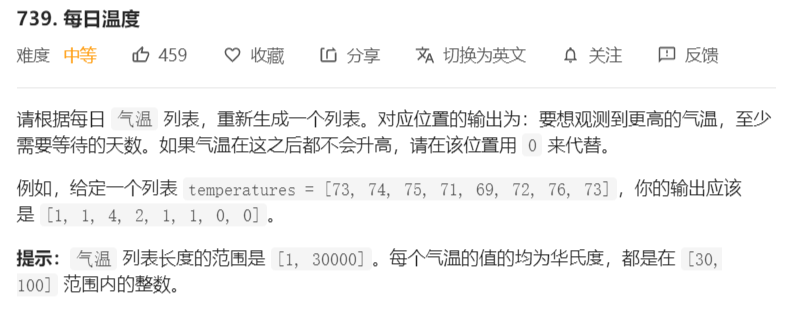 739. 每日温度
难度 中等 459 收藏 分享 切换为英文 关注 反馈
请根据每日 气温 列表，重新生成一个列表。对应位置的输出为：要想观测到更高的气温，至少
需要等待的天数。如果气温在这之后都不会升高，请在该位置用 0 来代替。
例如，给定一个列表 temperatures = [73, 74, 75, 71, 69, 72, 76, 73]，你的输出应该
是 [1, 1, 4, 2, 1, 1, 0, 0]。
提示：气温 列表长度的范围是 [1, 30000]。每个气温的值的均为华氏度，都是在 [30,
100] 范围内的整数。